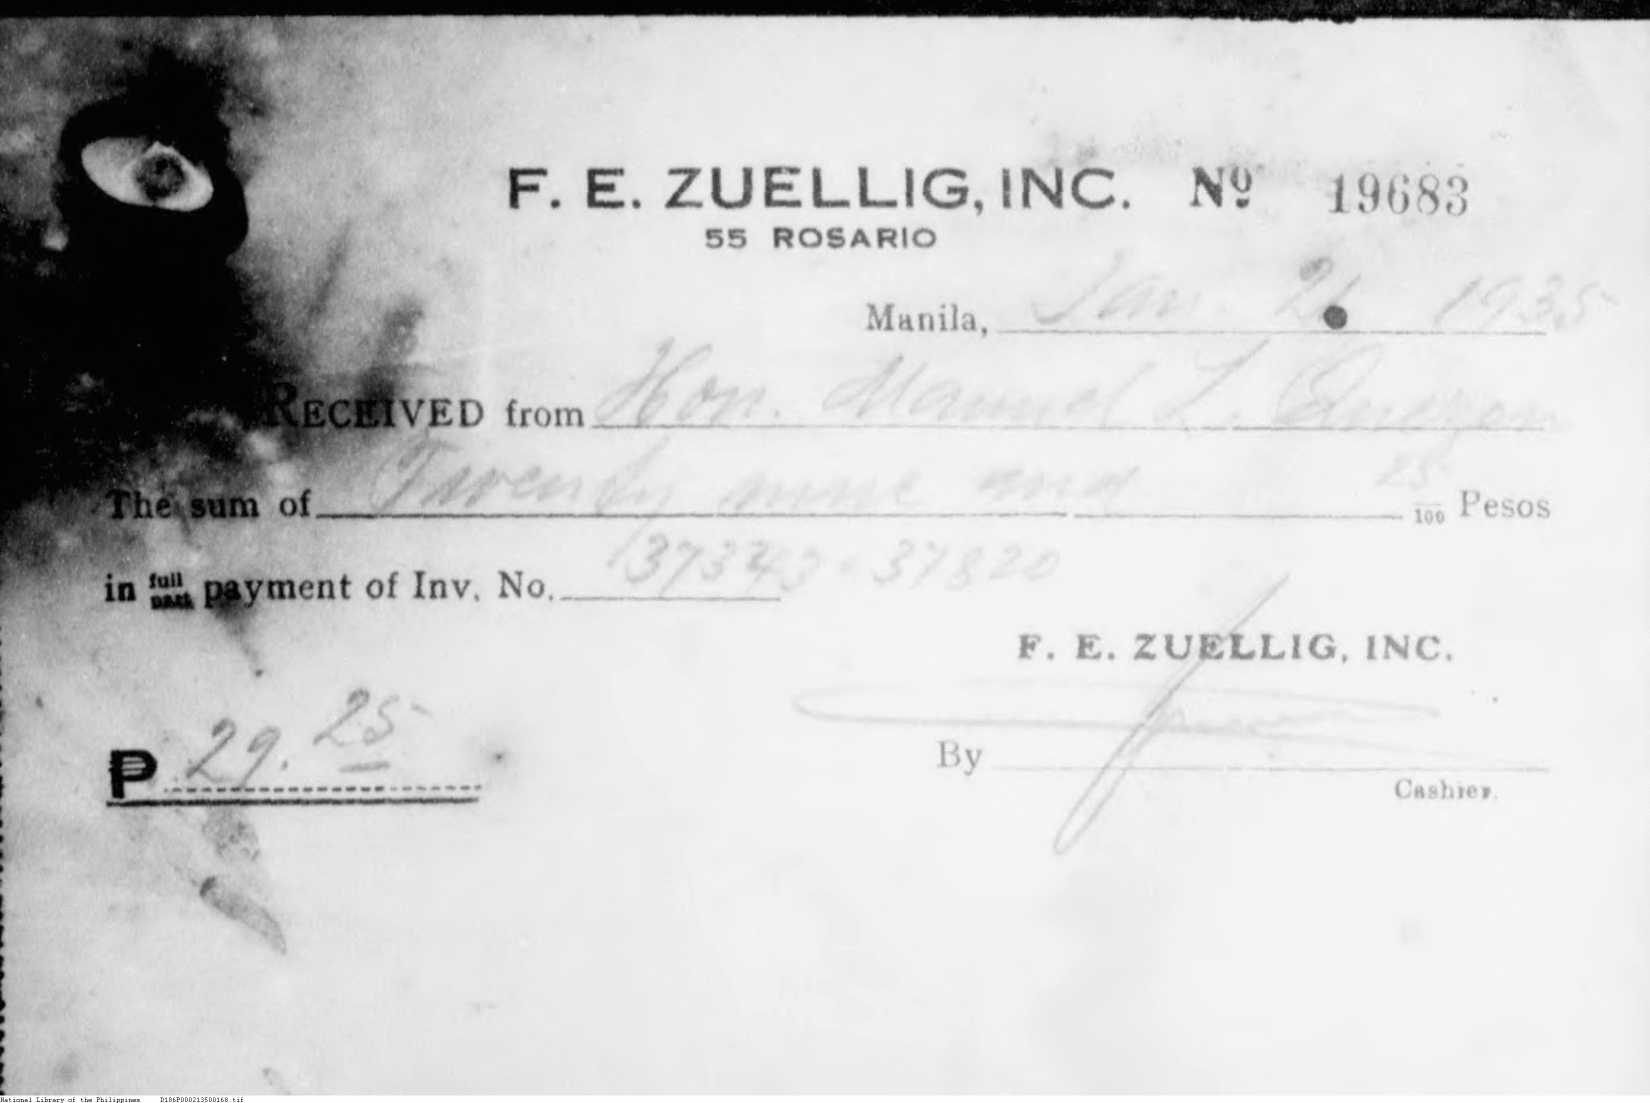 F. E. ZUELLIG, INC. Nº 19683
55 ROSARIO
Manila, Jan. 21 1935
RECEIVED from Hon. Manuel L. Quezon
The sum of Twenty nine and 25/100 Pesos
in full/part payment of Inv. No. 37343 - 37820
F. E. ZUELLIG, INC.
₱ 29.25
By
Cashier.
National Library of the Philippines D106P000213500168.tif